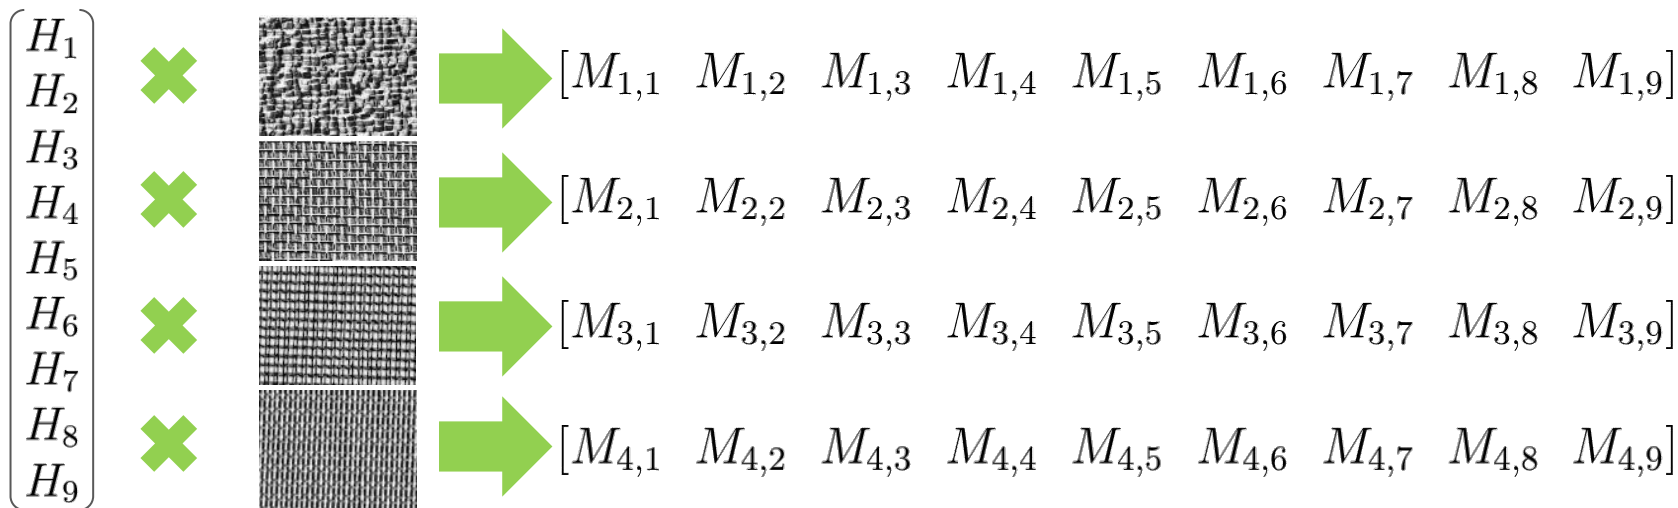 H₁
H₂
H₃
H₄
H₅
H₆
H₇
H₈
H₉
[M₁,₁ M₁,₂ M₁,₃ M₁,₄ M₁,₅ M₁,₆ M₁,₇ M₁,₈ M₁,₉]
[M₂,₁ M₂,₂ M₂,₃ M₂,₄ M₂,₅ M₂,₆ M₂,₇ M₂,₈ M₂,₉]
[M₃,₁ M₃,₂ M₃,₃ M₃,₄ M₃,₅ M₃,₆ M₃,₇ M₃,₈ M₃,₉]
[M₄,₁ M₄,₂ M₄,₃ M₄,₄ M₄,₅ M₄,₆ M₄,₇ M₄,₈ M₄,₉]